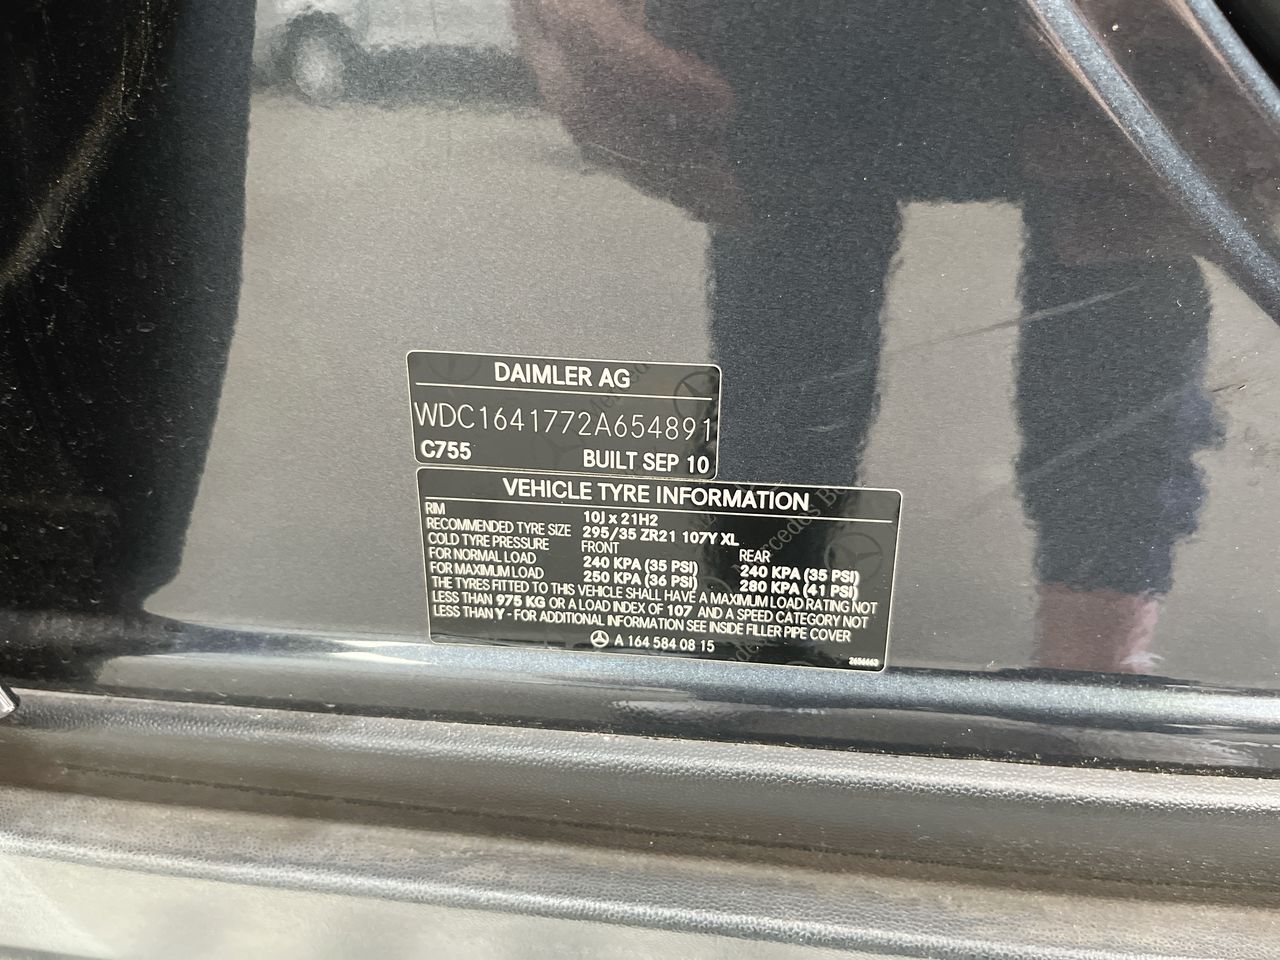 DAIMLER AG
WDC1641772A654891
C755 BUILT SEP 10
VEHICLE TYRE INFORMATION
RIM 10J x 21H2
RECOMMENDED TYRE SIZE 295/35 ZR21 107Y XL
COLD TYRE PRESSURE FRONT REAR
FOR NORMAL LOAD 240 KPA (35 PSI) 240 KPA (35 PSI)
FOR MAXIMUM LOAD 250 KPA (36 PSI) 280 KPA (41 PSI)
THE TYRES FITTED TO THIS VEHICLE SHALL HAVE A MAXIMUM LOAD RATING NOT
LESS THAN 975 KG OR A LOAD INDEX OF 107 AND A SPEED CATEGORY NOT
LESS THAN Y - FOR ADDITIONAL INFORMATION SEE INSIDE FILLER PIPE COVER
A 164 584 08 15